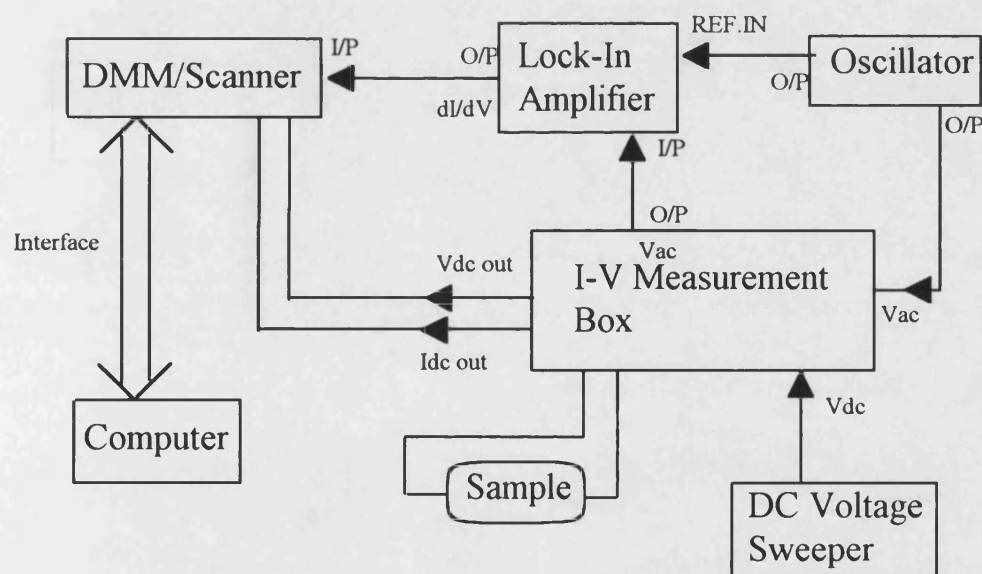 REF.IN
I/P
O/P
Lock-In
Amplifier
DMM/Scanner
Oscillator
O/P
dI/dV
O/P
I/P
O/P
Vac
Interface
Vdc out
I-V Measurement
Box
Vac
Idc out
Vdc
Computer
Sample
DC Voltage
Sweeper